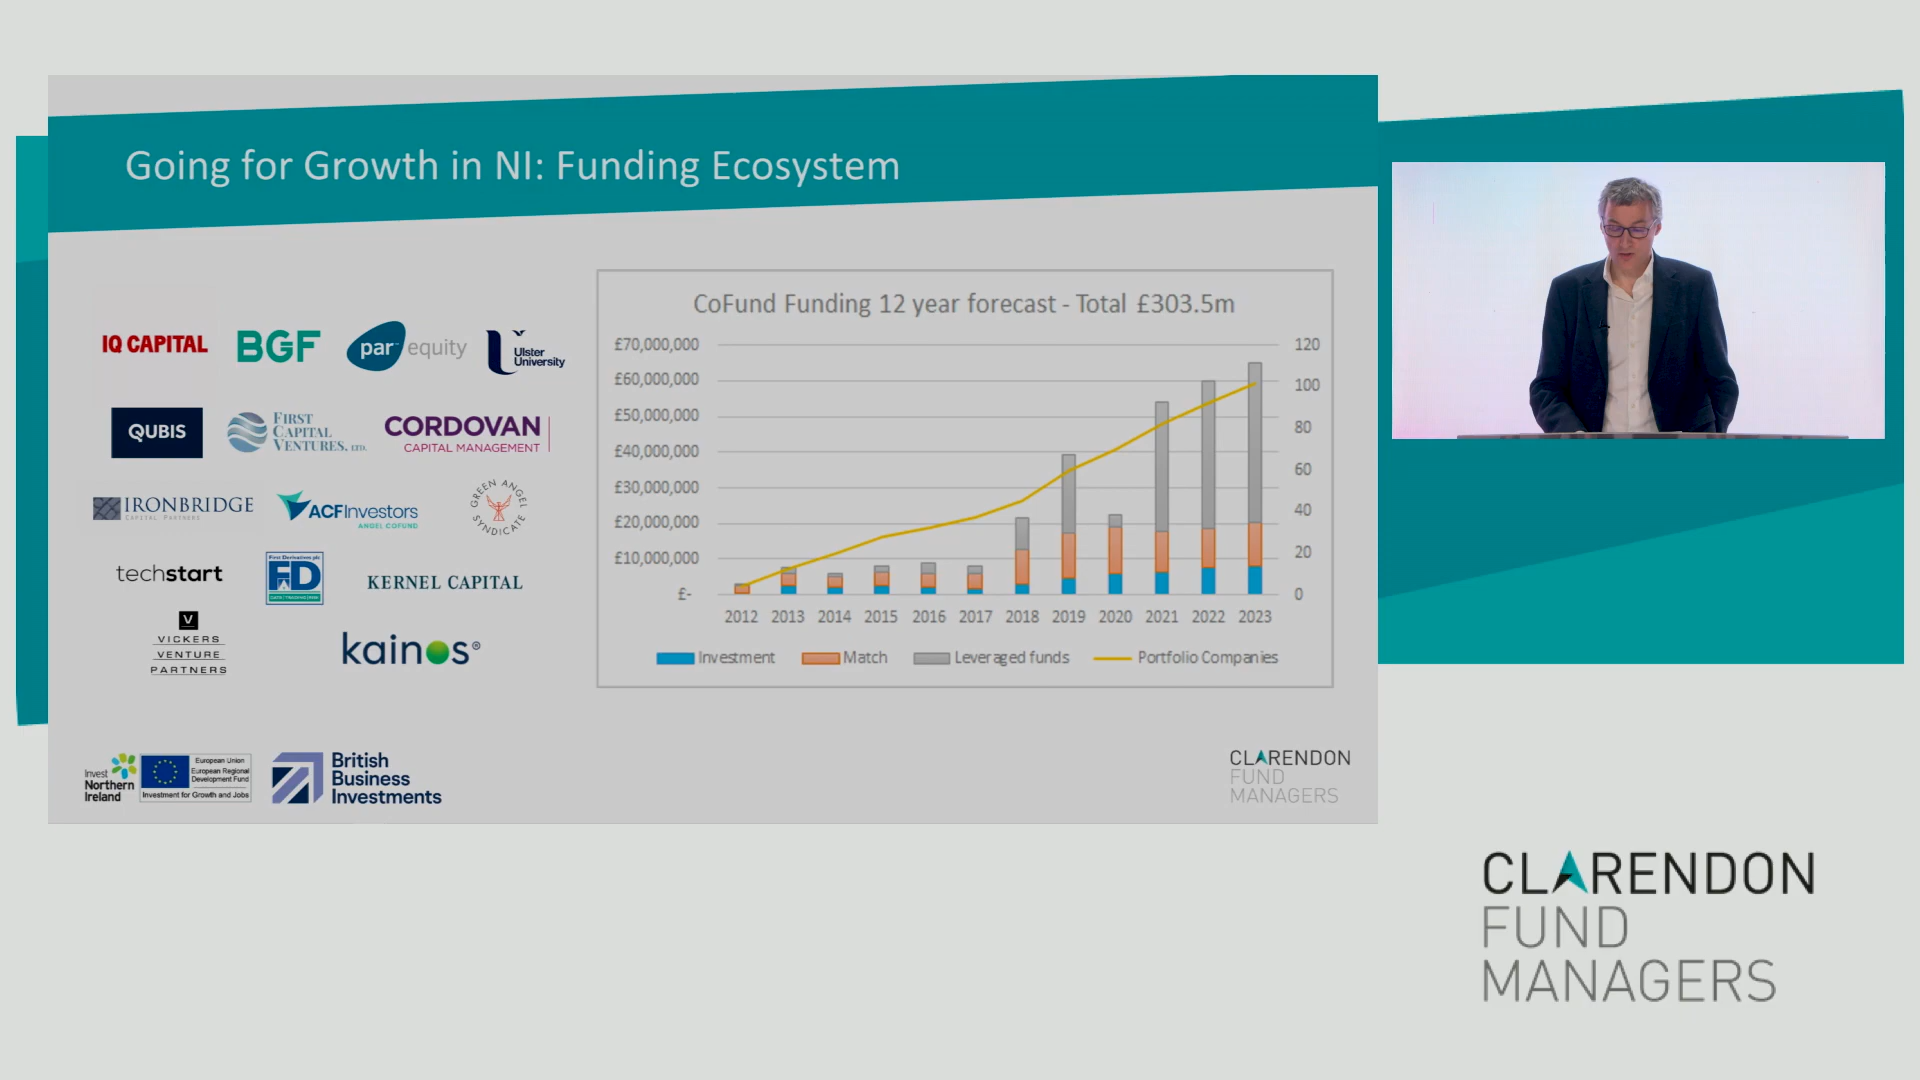 Going for Growth in NI: Funding Ecosystem
IQ CAPITAL
BGF
par equity
Ulster
University
QUBIS
FIRST
CAPITAL
VENTURES, LTD.
CORDOVAN
CAPITAL MANAGEMENT
IRONBRIDGE
CAPITAL PARTNERS
ACFInvestors
ANGEL COFUND
GREEN ANGEL
SYNDICATE
techstart
First Derivatives plc
FD
KERNEL CAPITAL
V
VICKERS
VENTURE
PARTNERS
kainos®
CoFund Funding 12 year forecast - Total £303.5m
£70,000,000
£60,000,000
£50,000,000
£40,000,000
£30,000,000
£20,000,000
£10,000,000
£-
120
100
80
60
40
20
0
2012 2013 2014 2015 2016 2017 2018 2019 2020 2021 2022 2023
Investment Match Leveraged funds Portfolio Companies
Invest
Northern
Ireland
European Union
European Regional
Development Fund
Investment for Growth and Jobs
British
Business
Investments
CLARENDON
FUND
MANAGERS
CLARENDON
FUND
MANAGERS